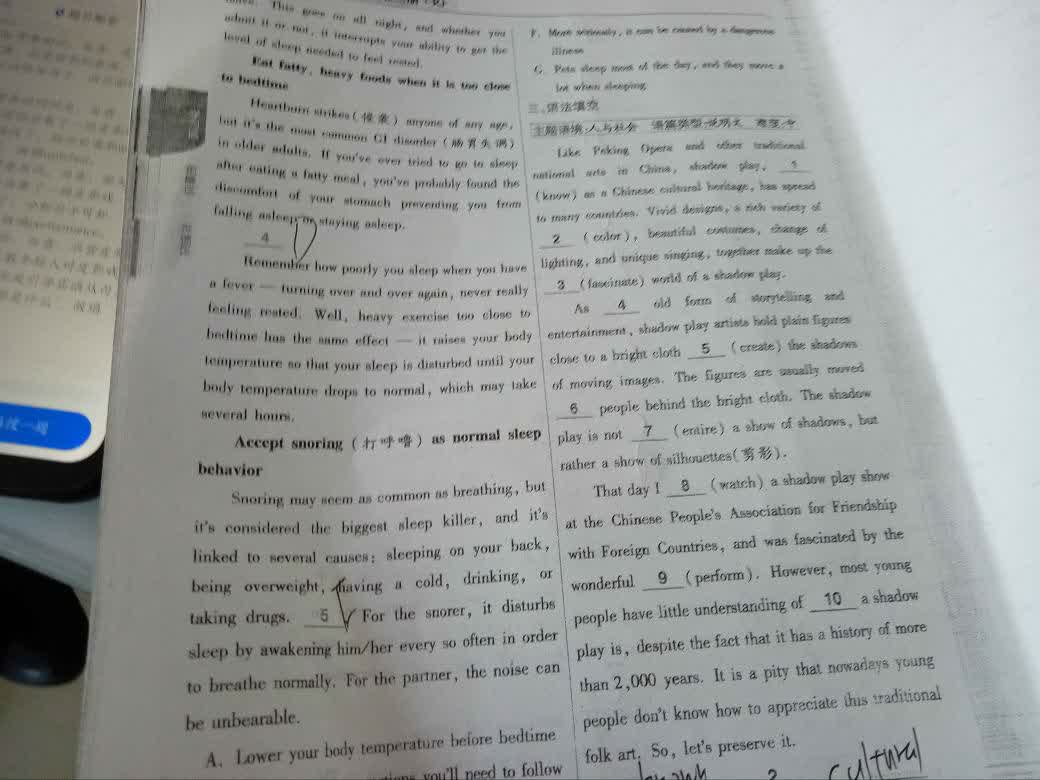 This goes on all night, and whether you
admit it or not, it interrupts your ability to get the
level of sleep needed to feel rested.
Eat fatty, heavy foods when it is too close
to bedtime
Heartburn strikes(侵袭) anyone of any age,
but it's the most common GI disorder (肠胃失调)
in older adults. If you've ever tried to go to sleep
after eating a fatty meal, you've probably found the
discomfort of your stomach preventing you from
falling asleep or staying asleep.
4
Remember how poorly you sleep when you have
a fever — turning over and over again, never really
feeling rested. Well, heavy exercise too close to
bedtime has the same effect — it raises your body
temperature so that your sleep is disturbed until your
body temperature drops to normal, which may take
several hours.
Accept snoring (打呼噜) as normal sleep
behavior
Snoring may seem as common as breathing, but
it's considered the biggest sleep killer, and it's
linked to several causes: sleeping on your back,
being overweight, having a cold, drinking, or
taking drugs. 5 For the snorer, it disturbs
sleep by awakening him/her every so often in order
to breathe normally. For the partner, the noise can
be unbearable.
A. Lower your body temperature before bedtime
you'll need to follow
F. More seriously, it can be caused by a dangerous
illness
G. Pets sleep most of the day, and they move a
lot when sleeping
三、语法填空
主题语境:人与社会 语篇类型:说明文 难度:中
Like Peking Opera and other traditional
national arts in China, shadow play, 1
(know) as a Chinese cultural heritage, has spread
to many countries. Vivid designs, a rich variety of
2 (color), beautiful costumes, change of
lighting, and unique singing, together make up the
3 (fascinate) world of a shadow play.
As 4 old form of storytelling and
entertainment, shadow play artists hold plain figures
close to a bright cloth 5 (create) the shadows
of moving images. The figures are usually moved
6 people behind the bright cloth. The shadow
play is not 7 (entire) a show of shadows, but
rather a show of silhouettes(剪影).
That day I 8 (watch) a shadow play show
at the Chinese People's Association for Friendship
with Foreign Countries, and was fascinated by the
wonderful 9 (perform). However, most young
people have little understanding of 10 a shadow
play is, despite the fact that it has a history of more
than 2,000 years. It is a pity that nowadays young
people don't know how to appreciate this traditional
folk art. So, let's preserve it.
cultural